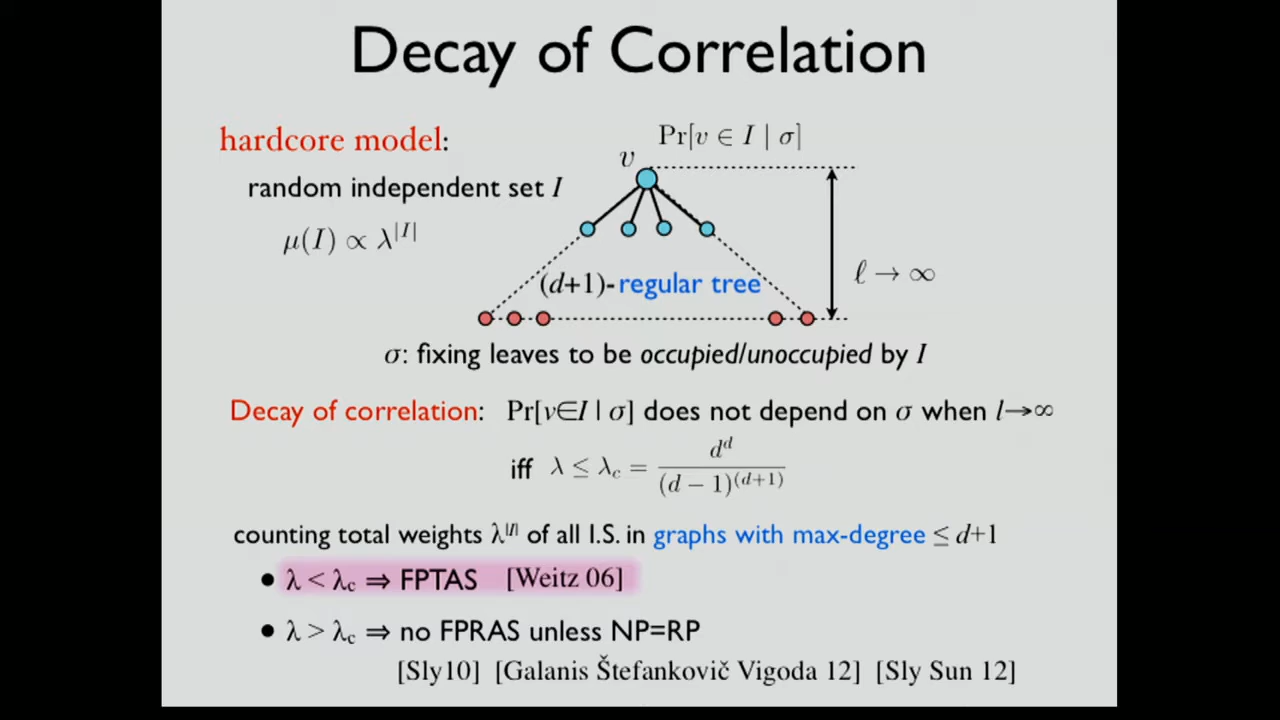 Decay of Correlation
hardcore model:
Pr[v ∈ I | σ]
v
random independent set I
μ(I) ∝ λ^|I|
(d+1)-regular tree
ℓ → ∞
σ: fixing leaves to be occupied/unoccupied by I
Decay of correlation: Pr[v∈I | σ] does not depend on σ when l→∞
iff λ ≤ λ_c = d^d / (d − 1)^(d+1)
counting total weights λ^|I| of all I.S. in graphs with max-degree ≤ d+1
• λ < λ_c ⇒ FPTAS [Weitz 06]
• λ > λ_c ⇒ no FPRAS unless NP=RP
[Sly10] [Galanis Štefankovič Vigoda 12] [Sly Sun 12]